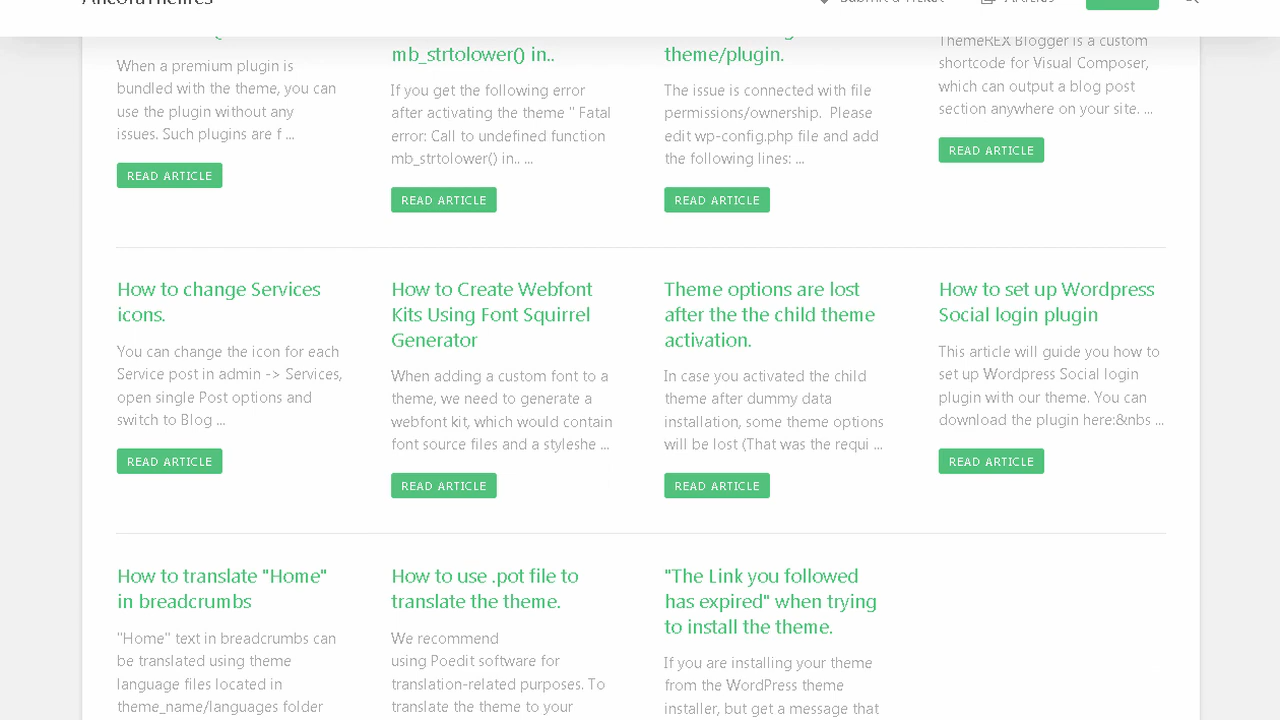 AncoraThemes
Submit a Ticket
Articles
When a premium plugin is
bundled with the theme, you can
use the plugin without any
issues. Such plugins are f ...
READ ARTICLE
mb_strtolower() in..
If you get the following error
after activating the theme " Fatal
error: Call to undefined function
mb_strtolower() in.. ...
READ ARTICLE
theme/plugin.
The issue is connected with file
permissions/ownership.  Please
edit wp-config.php file and add
the following lines: ...
READ ARTICLE
ThemeREX Blogger is a custom
shortcode for Visual Composer,
which can output a blog post
section anywhere on your site. ...
READ ARTICLE
How to change Services
icons.
You can change the icon for each
Service post in admin -> Services,
open single Post options and
switch to Blog ...
READ ARTICLE
How to Create Webfont
Kits Using Font Squirrel
Generator
When adding a custom font to a
theme, we need to generate a
webfont kit, which would contain
font source files and a styleshe ...
READ ARTICLE
Theme options are lost
after the the child theme
activation.
In case you activated the child
theme after dummy data
installation, some theme options
will be lost (That was the requi ...
READ ARTICLE
How to set up Wordpress
Social login plugin
This article will guide you how to
set up Wordpress Social login
plugin with our theme. You can
download the plugin here:&nbs ...
READ ARTICLE
How to translate "Home"
in breadcrumbs
"Home" text in breadcrumbs can
be translated using theme
language files located in
theme_name/languages folder
How to use .pot file to
translate the theme.
We recommend
using Poedit software for
translation-related purposes. To
translate the theme to your
"The Link you followed
has expired" when trying
to install the theme.
If you are installing your theme
from the WordPress theme
installer, but get a message that